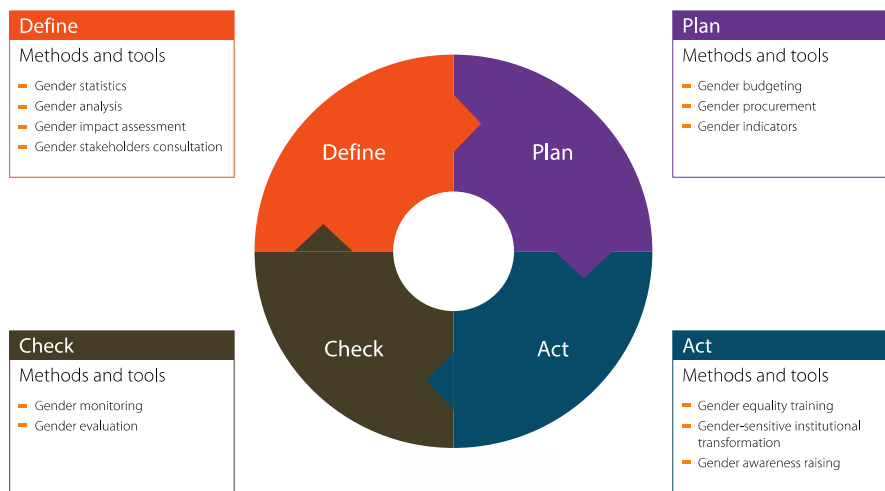 Define
Methods and tools
Gender statistics
Gender analysis
Gender impact assessment
Gender stakeholders consultation
Plan
Methods and tools
Gender budgeting
Gender procurement
Gender indicators
Define
Plan
Check
Act
Check
Methods and tools
Gender monitoring
Gender evaluation
Act
Methods and tools
Gender equality training
Gender-sensitive institutional
transformation
Gender awareness raising